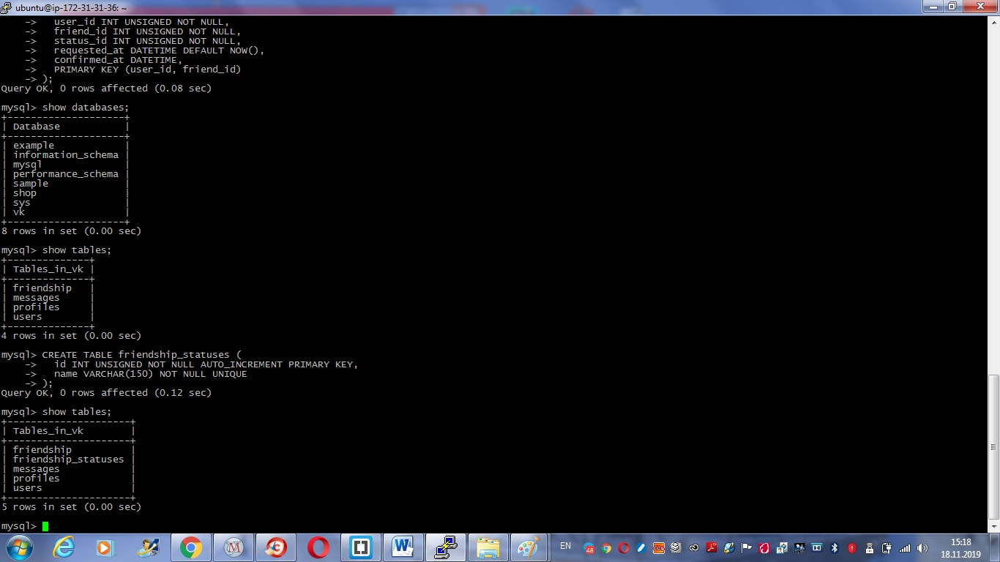 ubuntu@ip-172-31-31-36: ~
    ->   user_id INT UNSIGNED NOT NULL,
    ->   friend_id INT UNSIGNED NOT NULL,
    ->   status_id INT UNSIGNED NOT NULL,
    ->   requested_at DATETIME DEFAULT NOW(),
    ->   confirmed_at DATETIME,
    ->   PRIMARY KEY (user_id, friend_id)
    -> );
Query OK, 0 rows affected (0.08 sec)
mysql> show databases;
+--------------------+
| Database           |
+--------------------+
| example            |
| information_schema |
| mysql              |
| performance_schema |
| sample             |
| shop               |
| sys                |
| vk                 |
+--------------------+
8 rows in set (0.00 sec)
mysql> show tables;
+--------------+
| Tables_in_vk |
+--------------+
| friendship   |
| messages     |
| profiles     |
| users        |
+--------------+
4 rows in set (0.00 sec)
mysql> CREATE TABLE friendship_statuses (
    ->   id INT UNSIGNED NOT NULL AUTO_INCREMENT PRIMARY KEY,
    ->   name VARCHAR(150) NOT NULL UNIQUE
    -> );
Query OK, 0 rows affected (0.12 sec)
mysql> show tables;
+---------------------+
| Tables_in_vk        |
+---------------------+
| friendship          |
| friendship_statuses |
| messages            |
| profiles            |
| users               |
+---------------------+
5 rows in set (0.00 sec)
mysql>
EN
48
CCN
15:18
18.11.2019